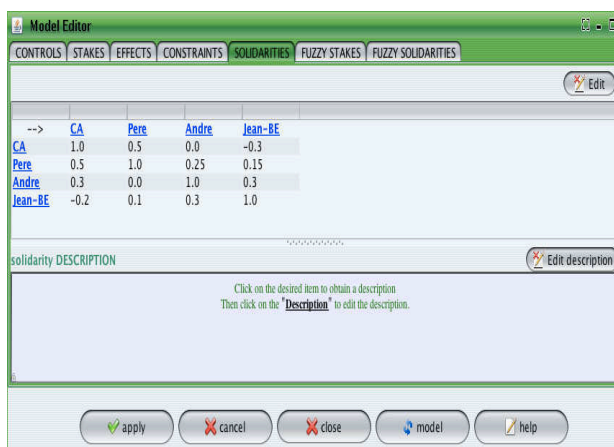 Model Editor
CONTROLS STAKES EFFECTS CONSTRAINTS SOLIDARITIES FUZZY STAKES FUZZY SOLIDARITIES
Edit
--> CA Pere Andre Jean-BE
CA 1.0 0.5 0.0 -0.3
Pere 0.5 1.0 0.25 0.15
Andre 0.3 0.0 1.0 0.3
Jean-BE -0.2 0.1 0.3 1.0
solidarity DESCRIPTION Edit description
Click on the desired item to obtain a description
Then click on the "Description" to edit the description.
apply cancel close model help